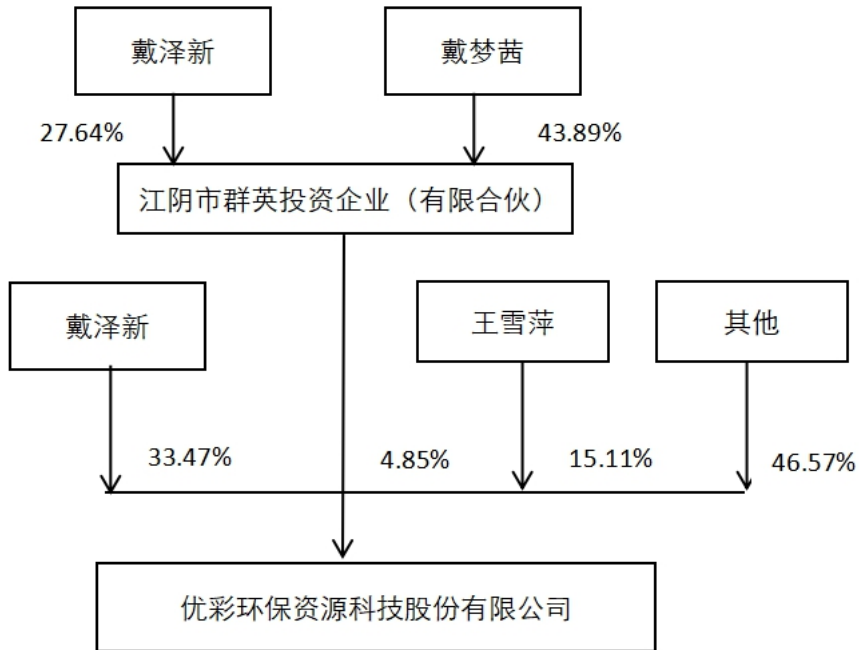 戴泽新
戴梦茜
27.64%
43.89%
江阴市群英投资企业（有限合伙）
戴泽新
王雪萍
其他
33.47%
4.85%
15.11%
46.57%
优彩环保资源科技股份有限公司